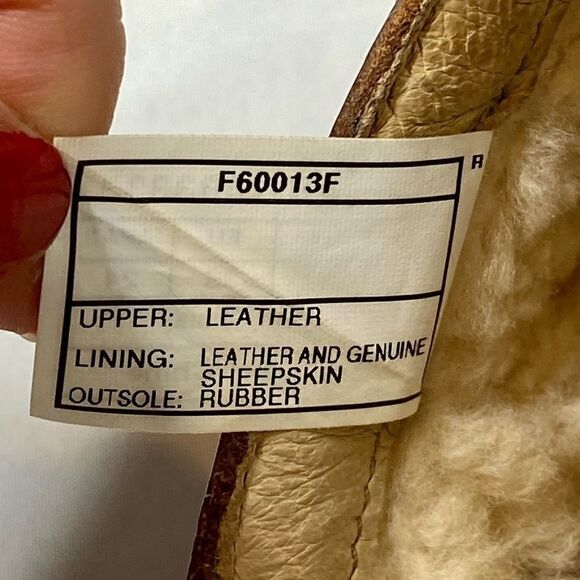 F60013F
R
UPPER: LEATHER
LINING: LEATHER AND GENUINE
SHEEPSKIN
OUTSOLE: RUBBER